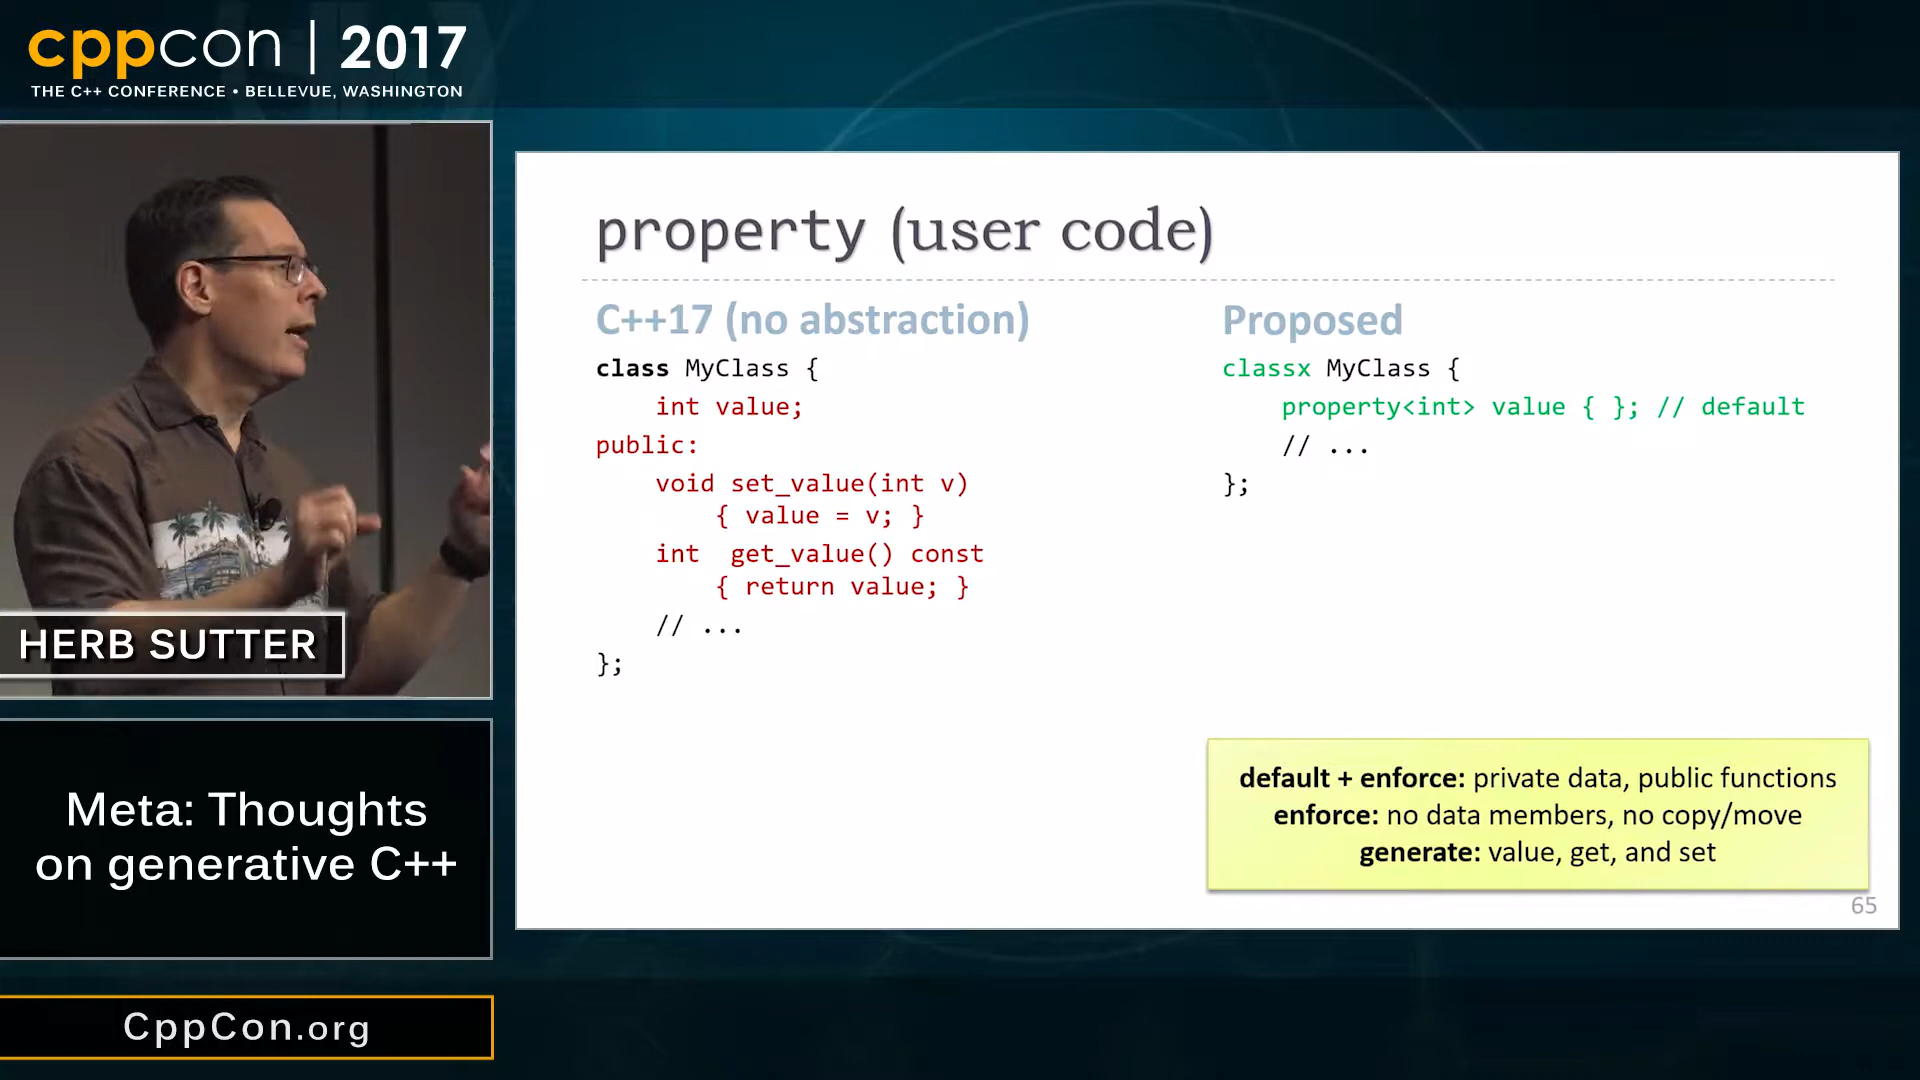 cppcon | 2017
THE C++ CONFERENCE • BELLEVUE, WASHINGTON
HERB SUTTER
Meta: Thoughts
on generative C++
CppCon.org
property (user code)
C++17 (no abstraction)
class MyClass {
    int value;
public:
    void set_value(int v)
        { value = v; }
    int  get_value() const
        { return value; }
    // ...
};
Proposed
classx MyClass {
    property<int> value { }; // default
    // ...
};
default + enforce: private data, public functions
enforce: no data members, no copy/move
generate: value, get, and set
65